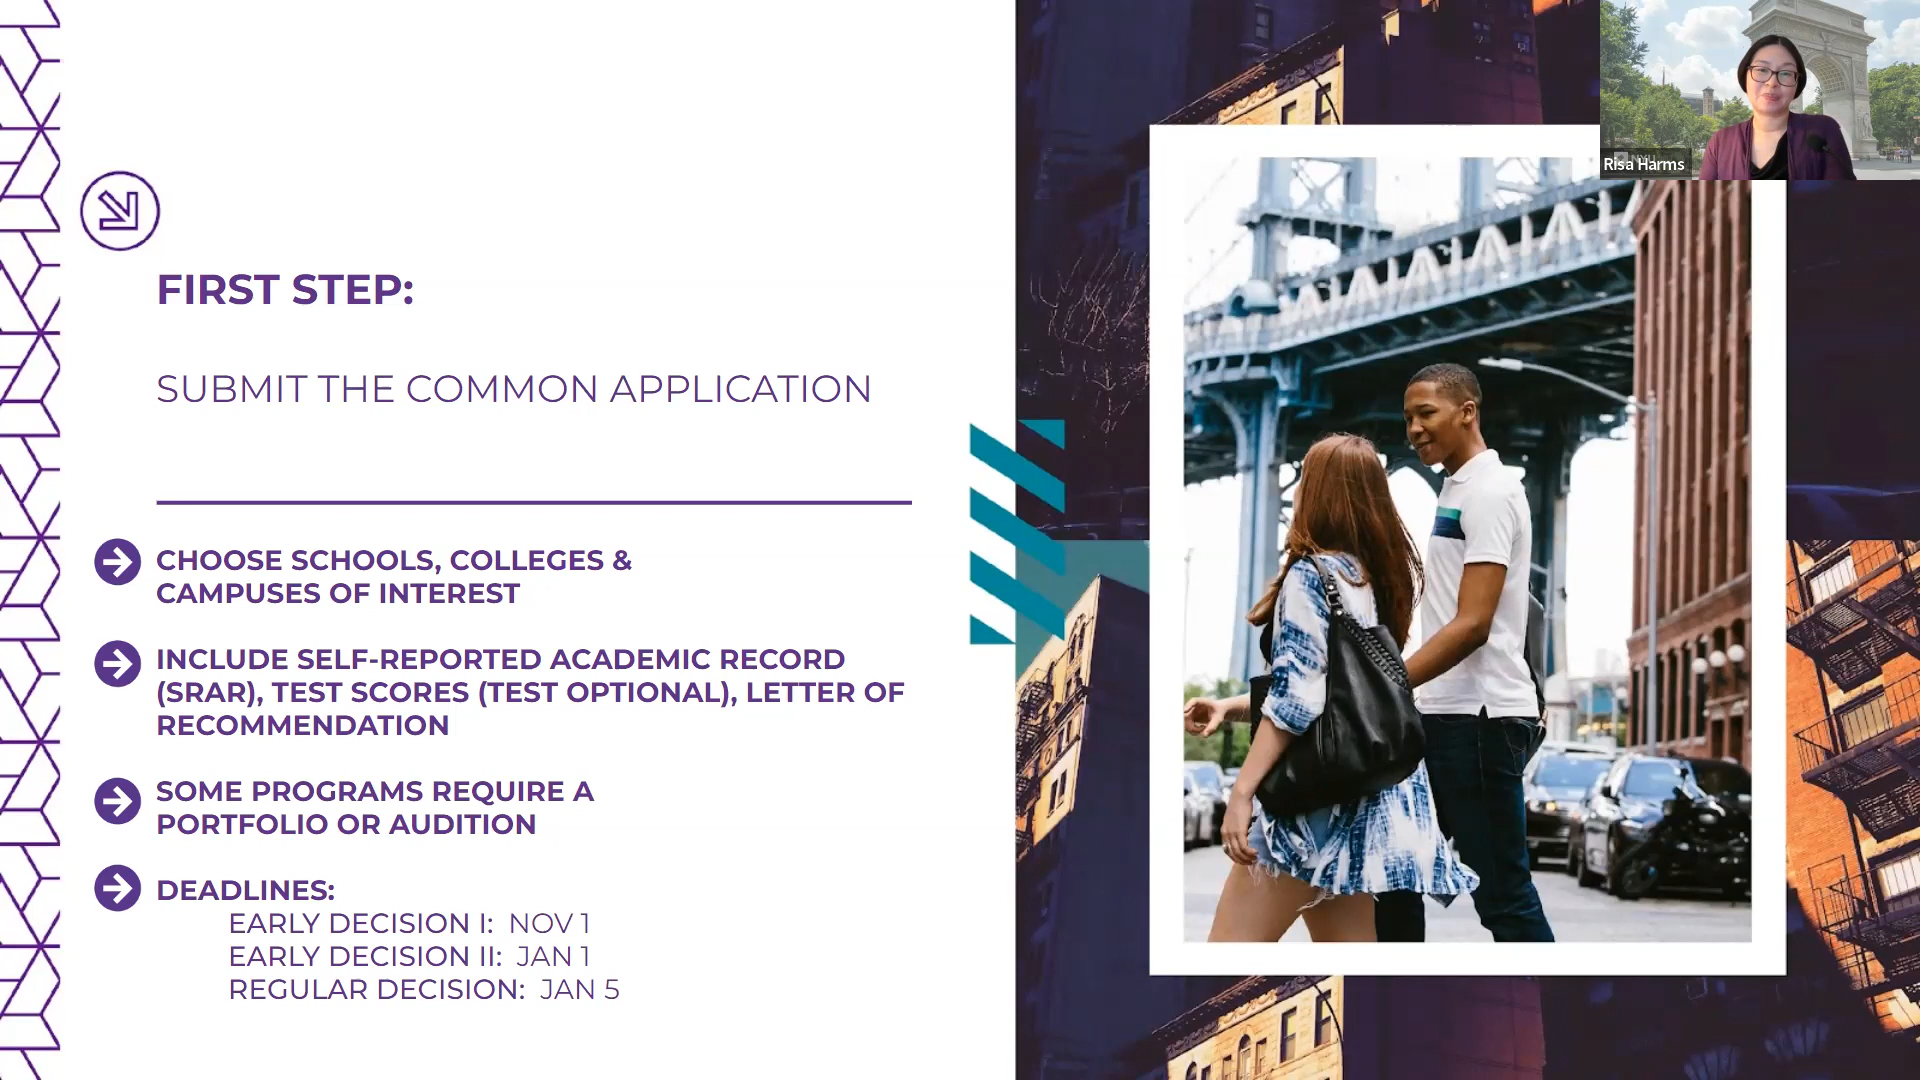 FIRST STEP:
SUBMIT THE COMMON APPLICATION
CHOOSE SCHOOLS, COLLEGES &
CAMPUSES OF INTEREST
INCLUDE SELF-REPORTED ACADEMIC RECORD
(SRAR), TEST SCORES (TEST OPTIONAL), LETTER OF
RECOMMENDATION
SOME PROGRAMS REQUIRE A
PORTFOLIO OR AUDITION
DEADLINES:
EARLY DECISION I: NOV 1
EARLY DECISION II: JAN 1
REGULAR DECISION: JAN 5
Risa Harms